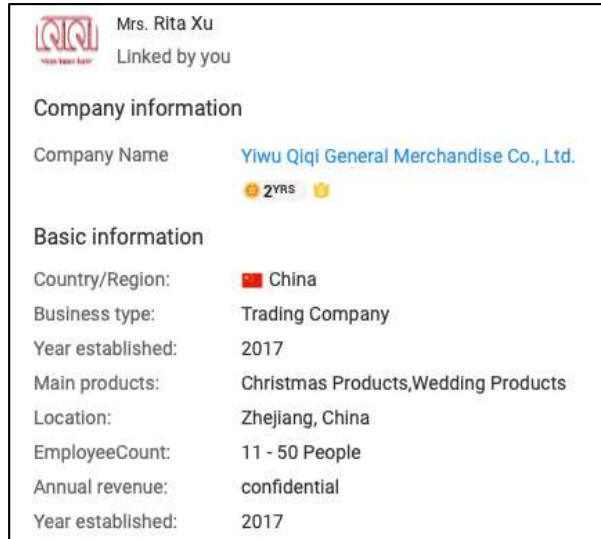 QIQI
Mrs. Rita Xu
Linked by you
Company information
Company Name Yiwu Qiqi General Merchandise Co., Ltd.
2YRS
Basic information
Country/Region: China
Business type: Trading Company
Year established: 2017
Main products: Christmas Products,Wedding Products
Location: Zhejiang, China
EmployeeCount: 11 - 50 People
Annual revenue: confidential
Year established: 2017